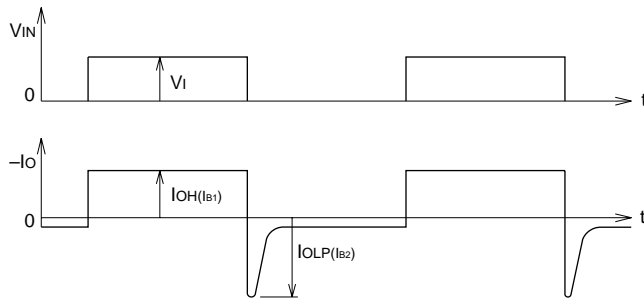 VIN
VI
0
t
–IO
IOH(IB1)
0
t
IOLP(IB2)